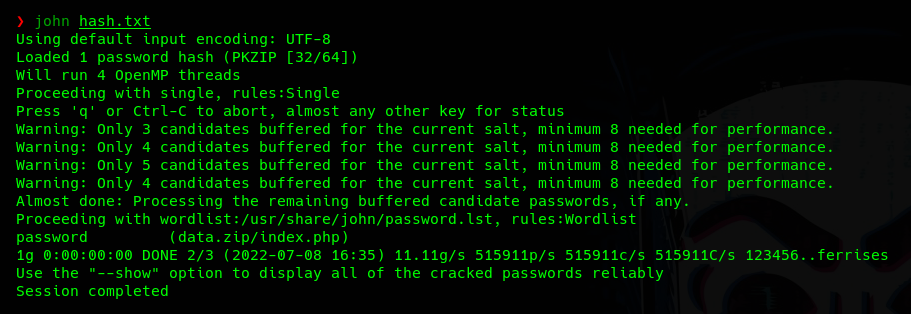 ❯ john hash.txt
Using default input encoding: UTF-8
Loaded 1 password hash (PKZIP [32/64])
Will run 4 OpenMP threads
Proceeding with single, rules:Single
Press 'q' or Ctrl-C to abort, almost any other key for status
Warning: Only 3 candidates buffered for the current salt, minimum 8 needed for performance.
Warning: Only 4 candidates buffered for the current salt, minimum 8 needed for performance.
Warning: Only 5 candidates buffered for the current salt, minimum 8 needed for performance.
Warning: Only 4 candidates buffered for the current salt, minimum 8 needed for performance.
Almost done: Processing the remaining buffered candidate passwords, if any.
Proceeding with wordlist:/usr/share/john/password.lst, rules:Wordlist
password         (data.zip/index.php)
1g 0:00:00:00 DONE 2/3 (2022-07-08 16:35) 11.11g/s 515911p/s 515911c/s 515911C/s 123456..ferrises
Use the "--show" option to display all of the cracked passwords reliably
Session completed